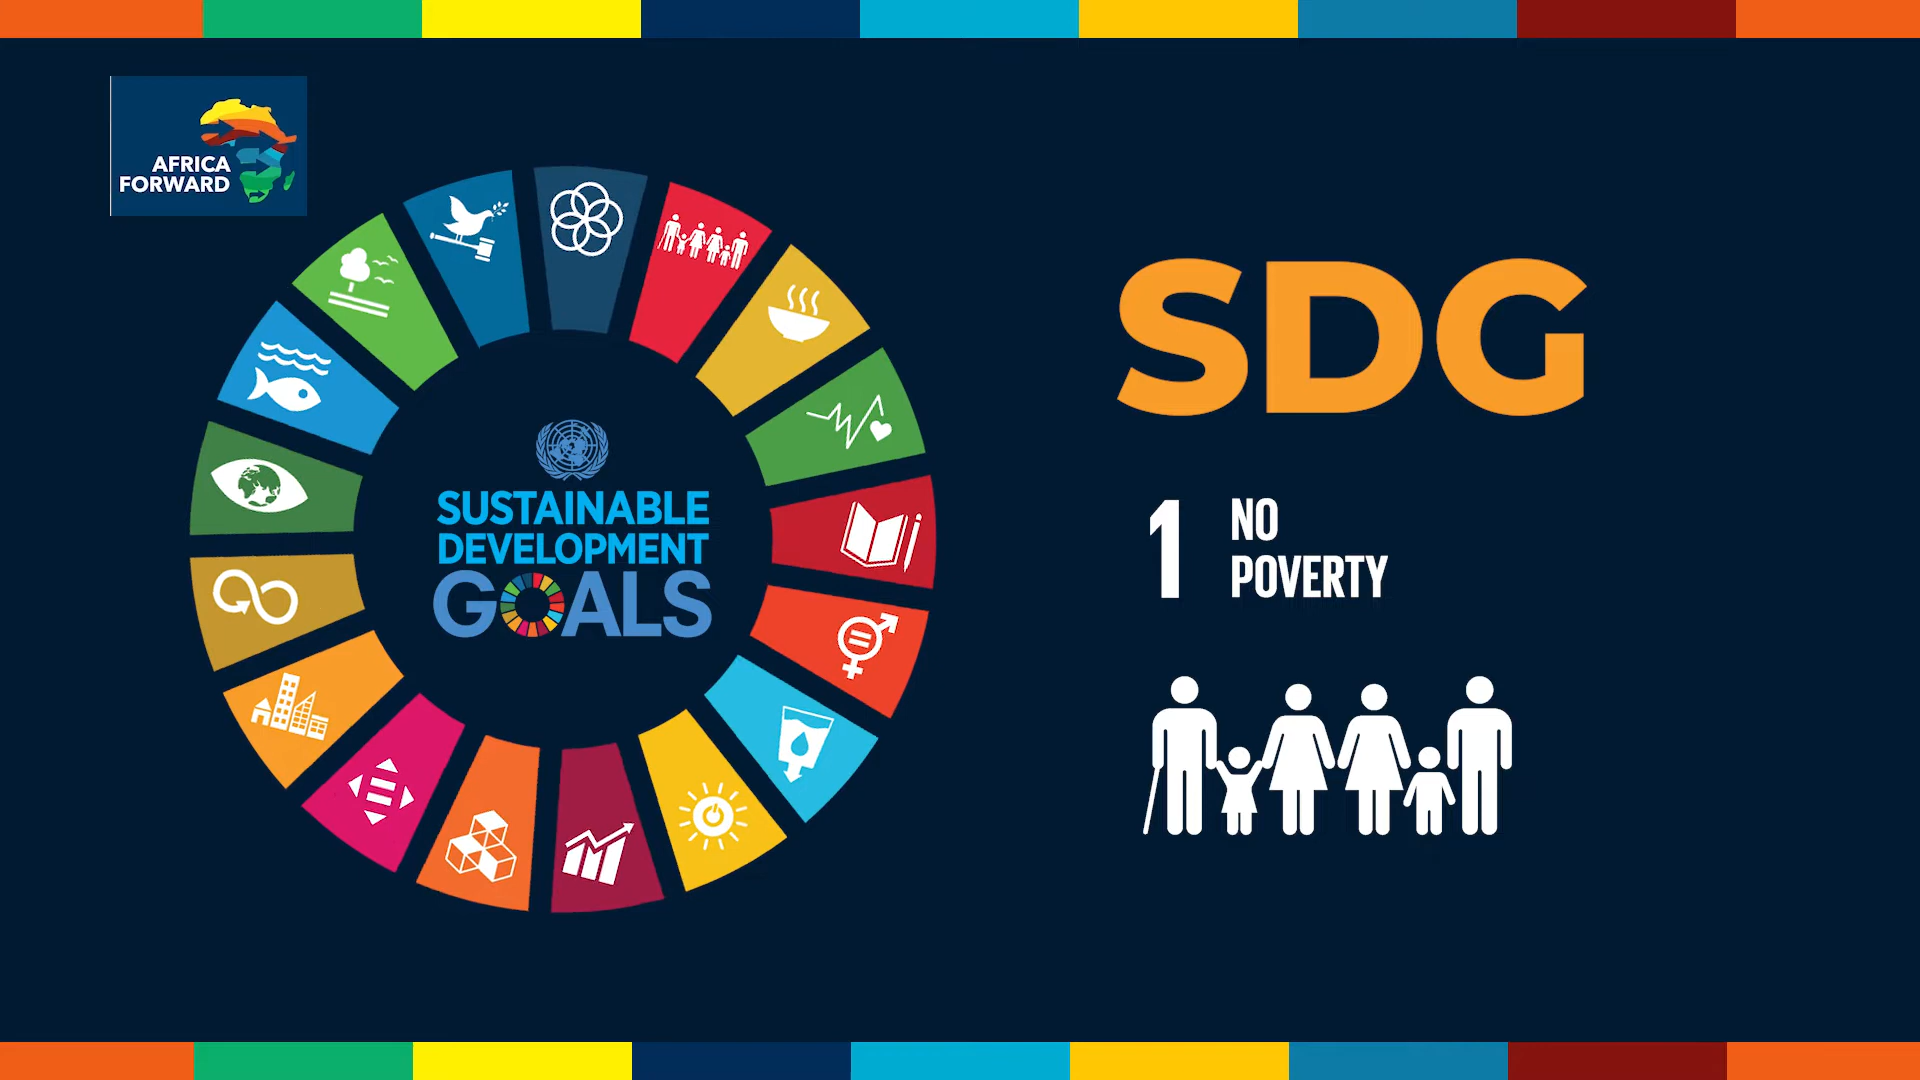 AFRICA
FORWARD
SUSTAINABLE
DEVELOPMENT
GOALS
SDG
1
NO
POVERTY